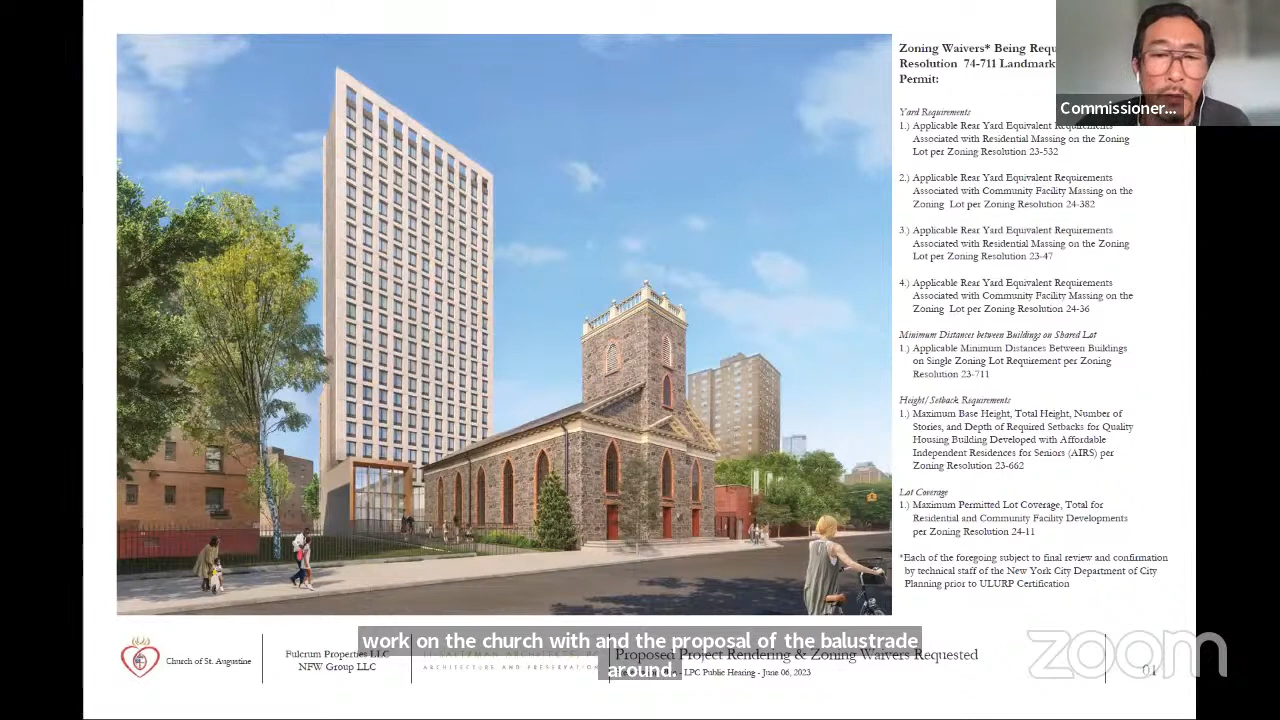 Zoning Waivers* Being Requ
Resolution 74-711 Landmark
Permit:
Commissioner...
Yard Requirements
1.) Applicable Rear Yard Equivalent Requirements
Associated with Residential Massing on the Zoning
Lot per Zoning Resolution 23-532
2.) Applicable Rear Yard Equivalent Requirements
Associated with Community Facility Massing on the
Zoning Lot per Zoning Resolution 24-382
3.) Applicable Rear Yard Equivalent Requirements
Associated with Residential Massing on the Zoning
Lot per Zoning Resolution 23-47
4.) Applicable Rear Yard Equivalent Requirements
Associated with Community Facility Massing on the
Zoning Lot per Zoning Resolution 24-36
Minimum Distances between Buildings on Shared Lot
1.) Applicable Minimum Distances Between Buildings
on Single Zoning Lot Requirement per Zoning
Resolution 23-711
Height/Setback Requirements
1.) Maximum Base Height, Total Height, Number of
Stories, and Depth of Required Setbacks for Quality
Housing Building Developed with Affordable
Independent Residences for Seniors (AIRS) per
Zoning Resolution 23-662
Lot Coverage
1.) Maximum Permitted Lot Coverage, Total for
Residential and Community Facility Developments
per Zoning Resolution 24-11
*Each of the foregoing subject to final review and confirmation
by technical staff of the New York City Department of City
Planning prior to ULURP Certification
work on the church with and the proposal of the balustrade
around.
Church of St. Augustine
Fulcrum Properties LLC
NFW Group LLC
ARCHITECTURE AND PRESERVATION
Proposed Project Rendering & Zoning Waivers Requested
- LPC Public Hearing - June 06, 2023
zoom
01